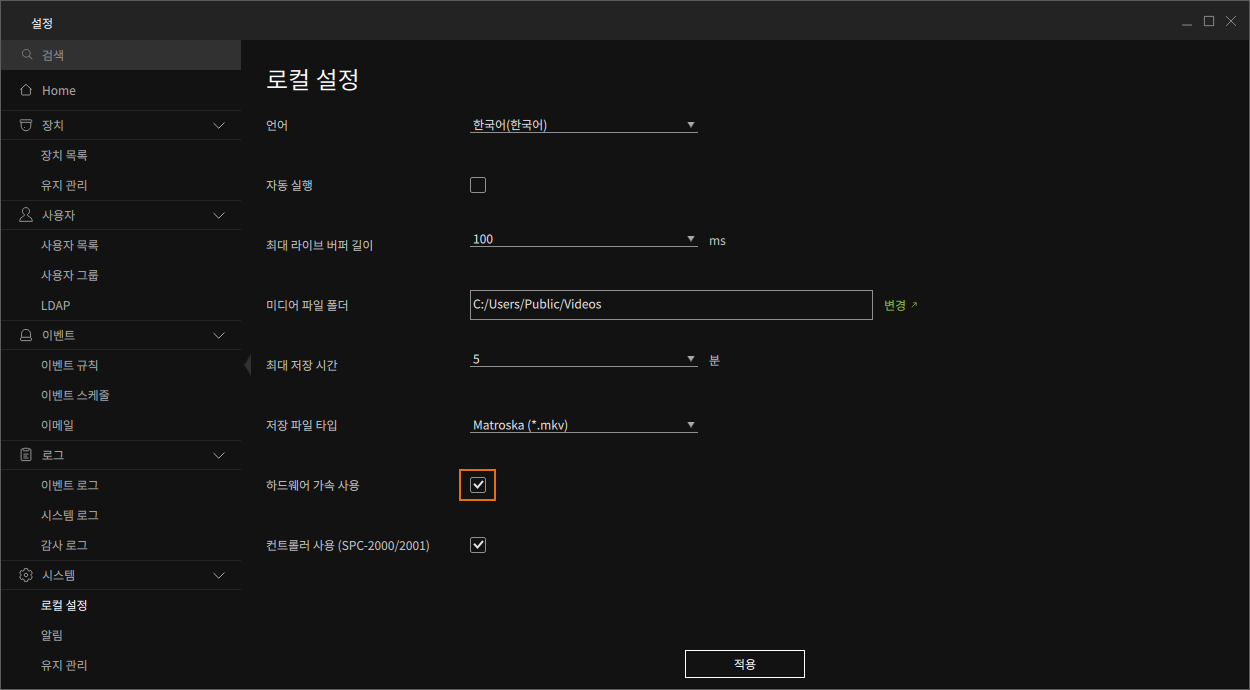 설정
검색
Home
장치
장치 목록
유지 관리
사용자
사용자 목록
사용자 그룹
LDAP
이벤트
이벤트 규칙
이벤트 스케줄
이메일
로그
이벤트 로그
시스템 로그
감사 로그
시스템
로컬 설정
알림
유지 관리
로컬 설정
언어 한국어(한국어)
자동 실행
최대 라이브 버퍼 길이 100 ms
미디어 파일 폴더 C:/Users/Public/Videos 변경
최대 저장 시간 5 분
저장 파일 타입 Matroska (*.mkv)
하드웨어 가속 사용
컨트롤러 사용 (SPC-2000/2001)
적용